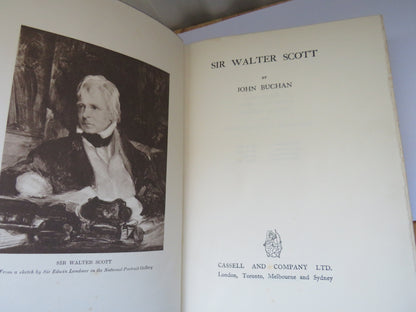 SIR WALTER SCOTT
From a sketch by Sir Edwin Landseer in the National Portrait Gallery
SIR WALTER SCOTT
BY
JOHN BUCHAN
CASSELL AND COMPANY LTD.
London, Toronto, Melbourne and Sydney